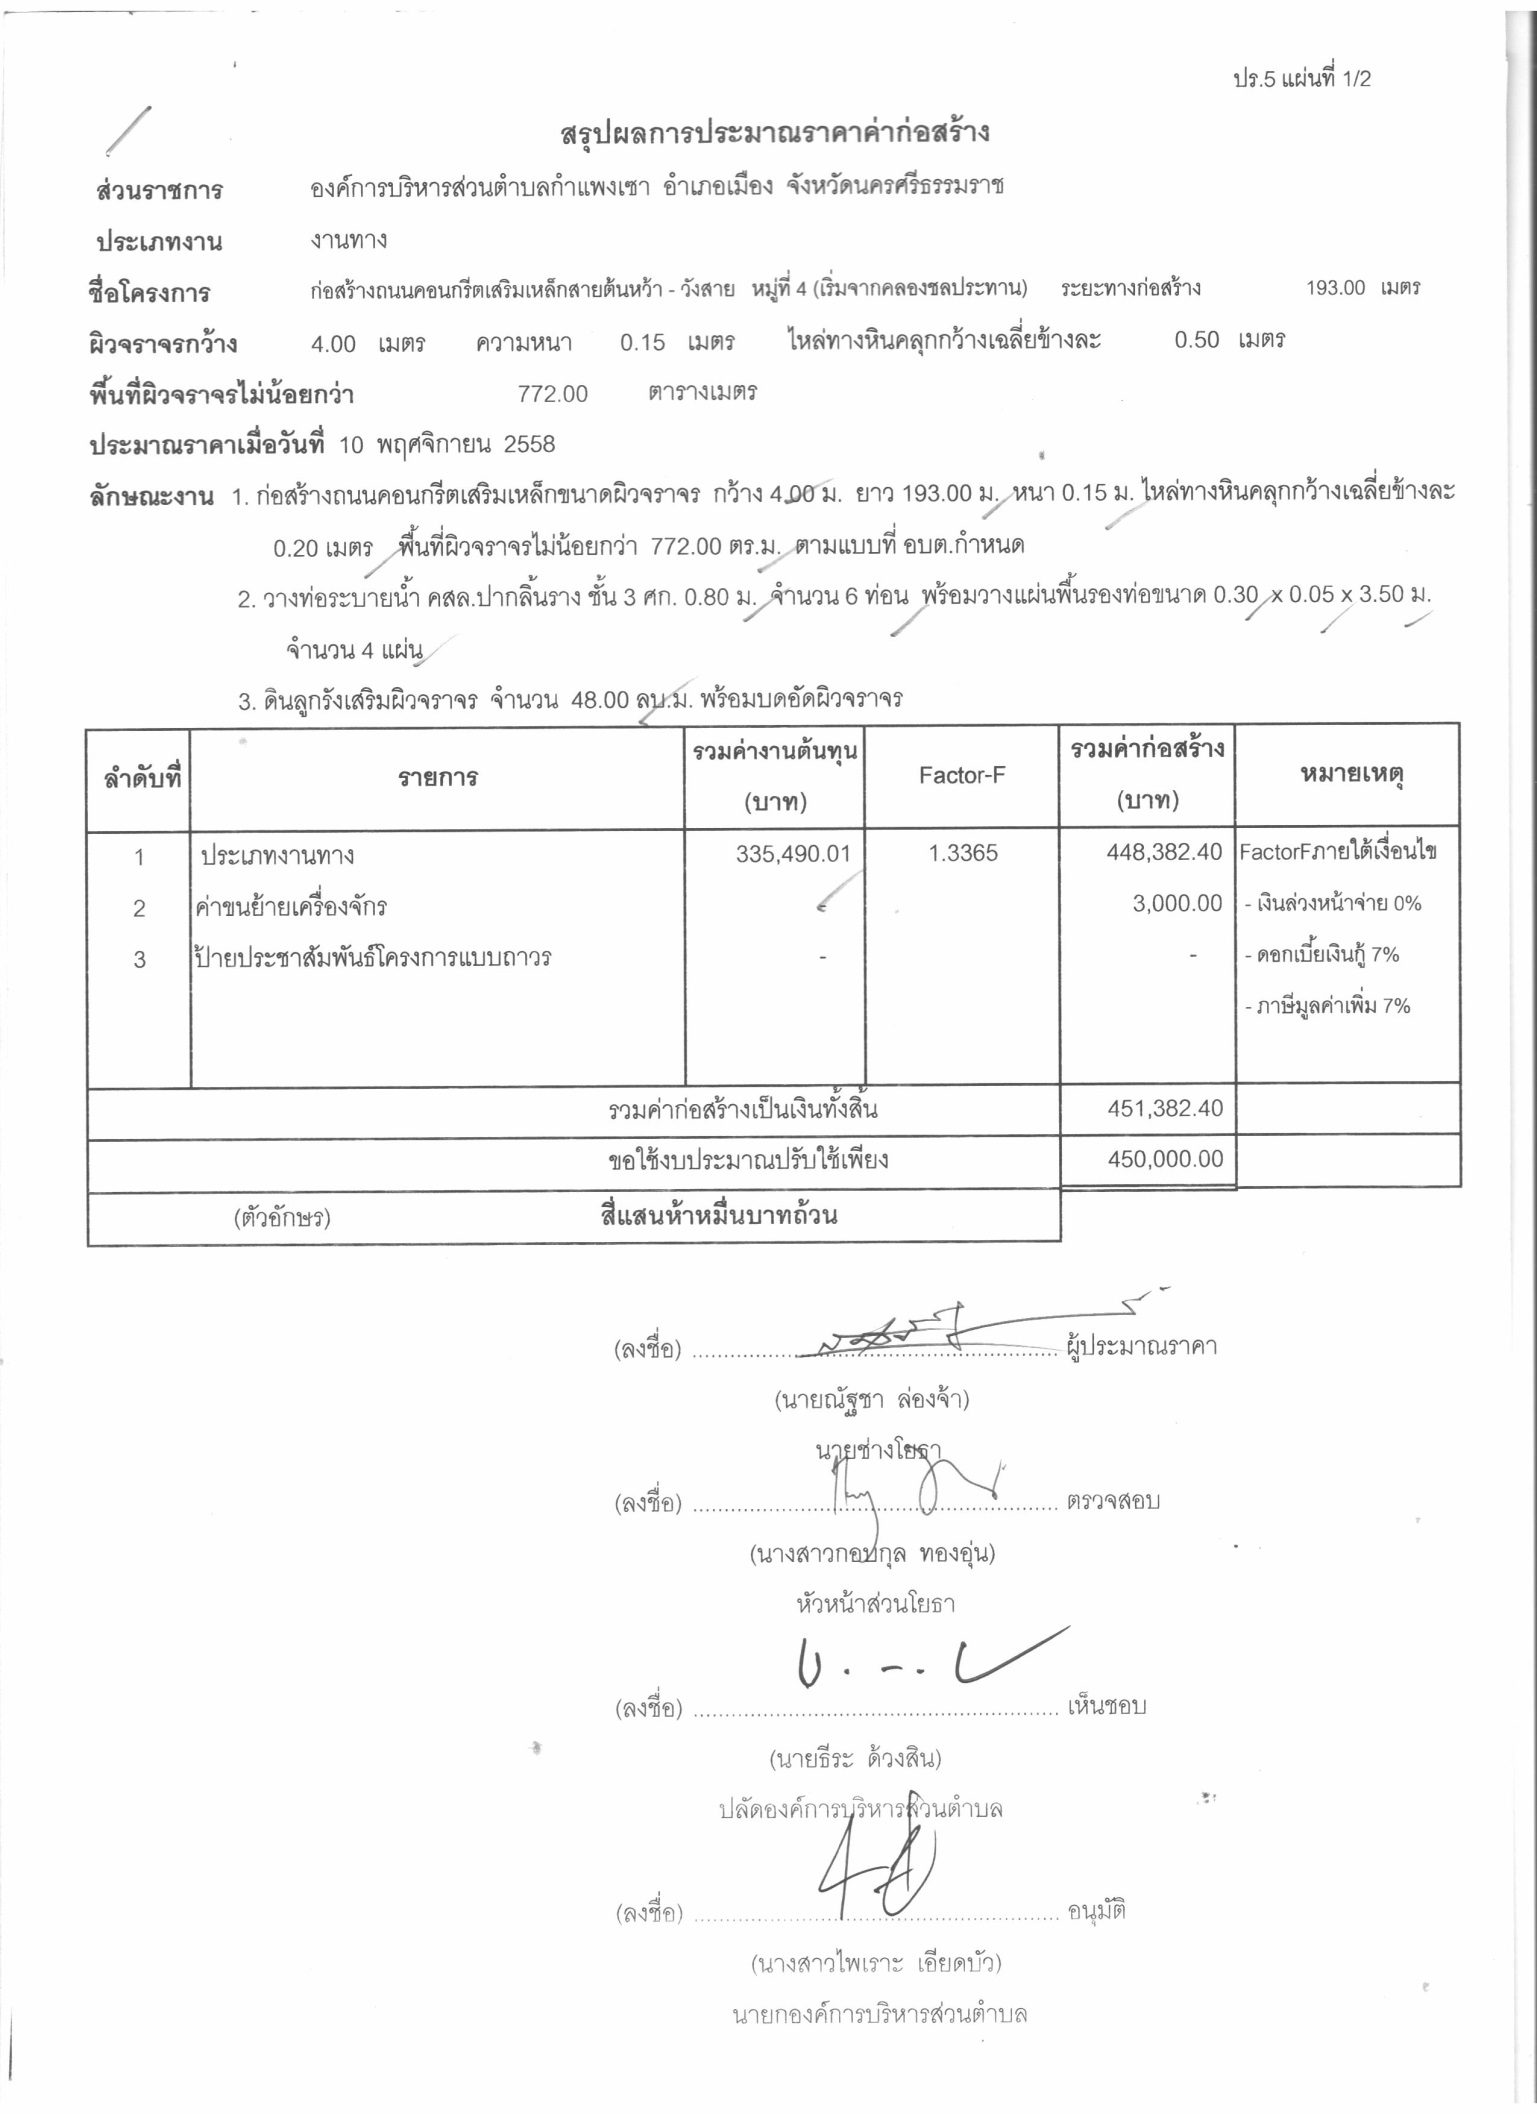 ปร.5 แผ่นที่ 1/2
สรุปผลการประมาณราคาค่าก่อสร้าง
ส่วนราชการ องค์การบริหารส่วนตำบลกำแพงเซา อำเภอเมือง จังหวัดนครศรีธรรมราช
ประเภทงาน งานทาง
ชื่อโครงการ ก่อสร้างถนนคอนกรีตเสริมเหล็กสายต้นหว้า - วังสาย หมู่ที่ 4 (เริ่มจากคลองชลประทาน) ระยะทางก่อสร้าง 193.00 เมตร
ผิวจราจรกว้าง 4.00 เมตร ความหนา 0.15 เมตร ไหล่ทางหินคลุกกว้างเฉลี่ยข้างละ 0.50 เมตร
พื้นที่ผิวจราจรไม่น้อยกว่า 772.00 ตารางเมตร
ประมาณราคาเมื่อวันที่ 10 พฤศจิกายน 2558
ลักษณะงาน 1. ก่อสร้างถนนคอนกรีตเสริมเหล็กขนาดผิวจราจร กว้าง 4.00 ม. ยาว 193.00 ม. หนา 0.15 ม. ไหล่ทางหินคลุกกว้างเฉลี่ยข้างละ
0.20 เมตร พื้นที่ผิวจราจรไม่น้อยกว่า 772.00 ตร.ม. ตามแบบที่ อบต.กำหนด
2. วางท่อระบายน้ำ คสล.ปากลิ้นราง ชั้น 3 ศก. 0.80 ม. จำนวน 6 ท่อน พร้อมวางแผ่นพื้นรองท่อขนาด 0.30 x 0.05 x 3.50 ม.
จำนวน 4 แผ่น
3. ดินลูกรังเสริมผิวจราจร จำนวน 48.00 ลบ.ม. พร้อมบดอัดผิวจราจร
ลำดับที่ รายการ รวมค่างานต้นทุน (บาท) Factor-F รวมค่าก่อสร้าง (บาท) หมายเหตุ
1 ประเภทงานทาง 335,490.01 1.3365 448,382.40 FactorFภายใต้เงื่อนไข
2 ค่าขนย้ายเครื่องจักร - 3,000.00 - เงินล่วงหน้าจ่าย 0%
3 ป้ายประชาสัมพันธ์โครงการแบบถาวร - - - ดอกเบี้ยเงินกู้ 7%
- ภาษีมูลค่าเพิ่ม 7%
รวมค่าก่อสร้างเป็นเงินทั้งสิ้น 451,382.40
ขอใช้งบประมาณปรับใช้เพียง 450,000.00
(ตัวอักษร) สี่แสนห้าหมื่นบาทถ้วน
(ลงชื่อ) ผู้ประมาณราคา
(นายณัฐชา ล่องจ้า)
นายช่างโยธา
(ลงชื่อ) ตรวจสอบ
(นางสาวกอบกุล ทองอุ่น)
หัวหน้าส่วนโยธา
(ลงชื่อ) เห็นชอบ
(นายธีระ ด้วงสิน)
ปลัดองค์การบริหารส่วนตำบล
(ลงชื่อ) อนุมัติ
(นางสาวไพเราะ เอียดบัว)
นายกองค์การบริหารส่วนตำบล